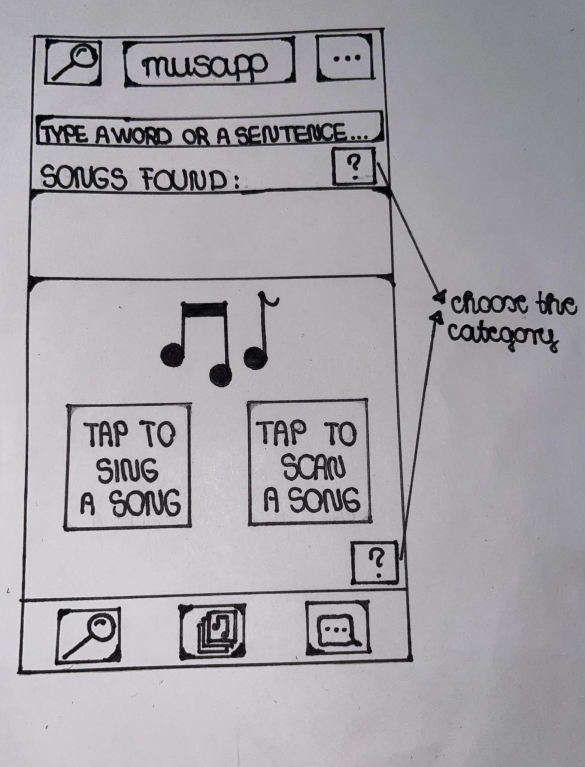 musapp
...
TYPE A WORD OR A SENTENCE...
SONGS FOUND:
?
choose the
category
TAP TO
SING
A SONG
TAP TO
SCAN
A SONG
?
...